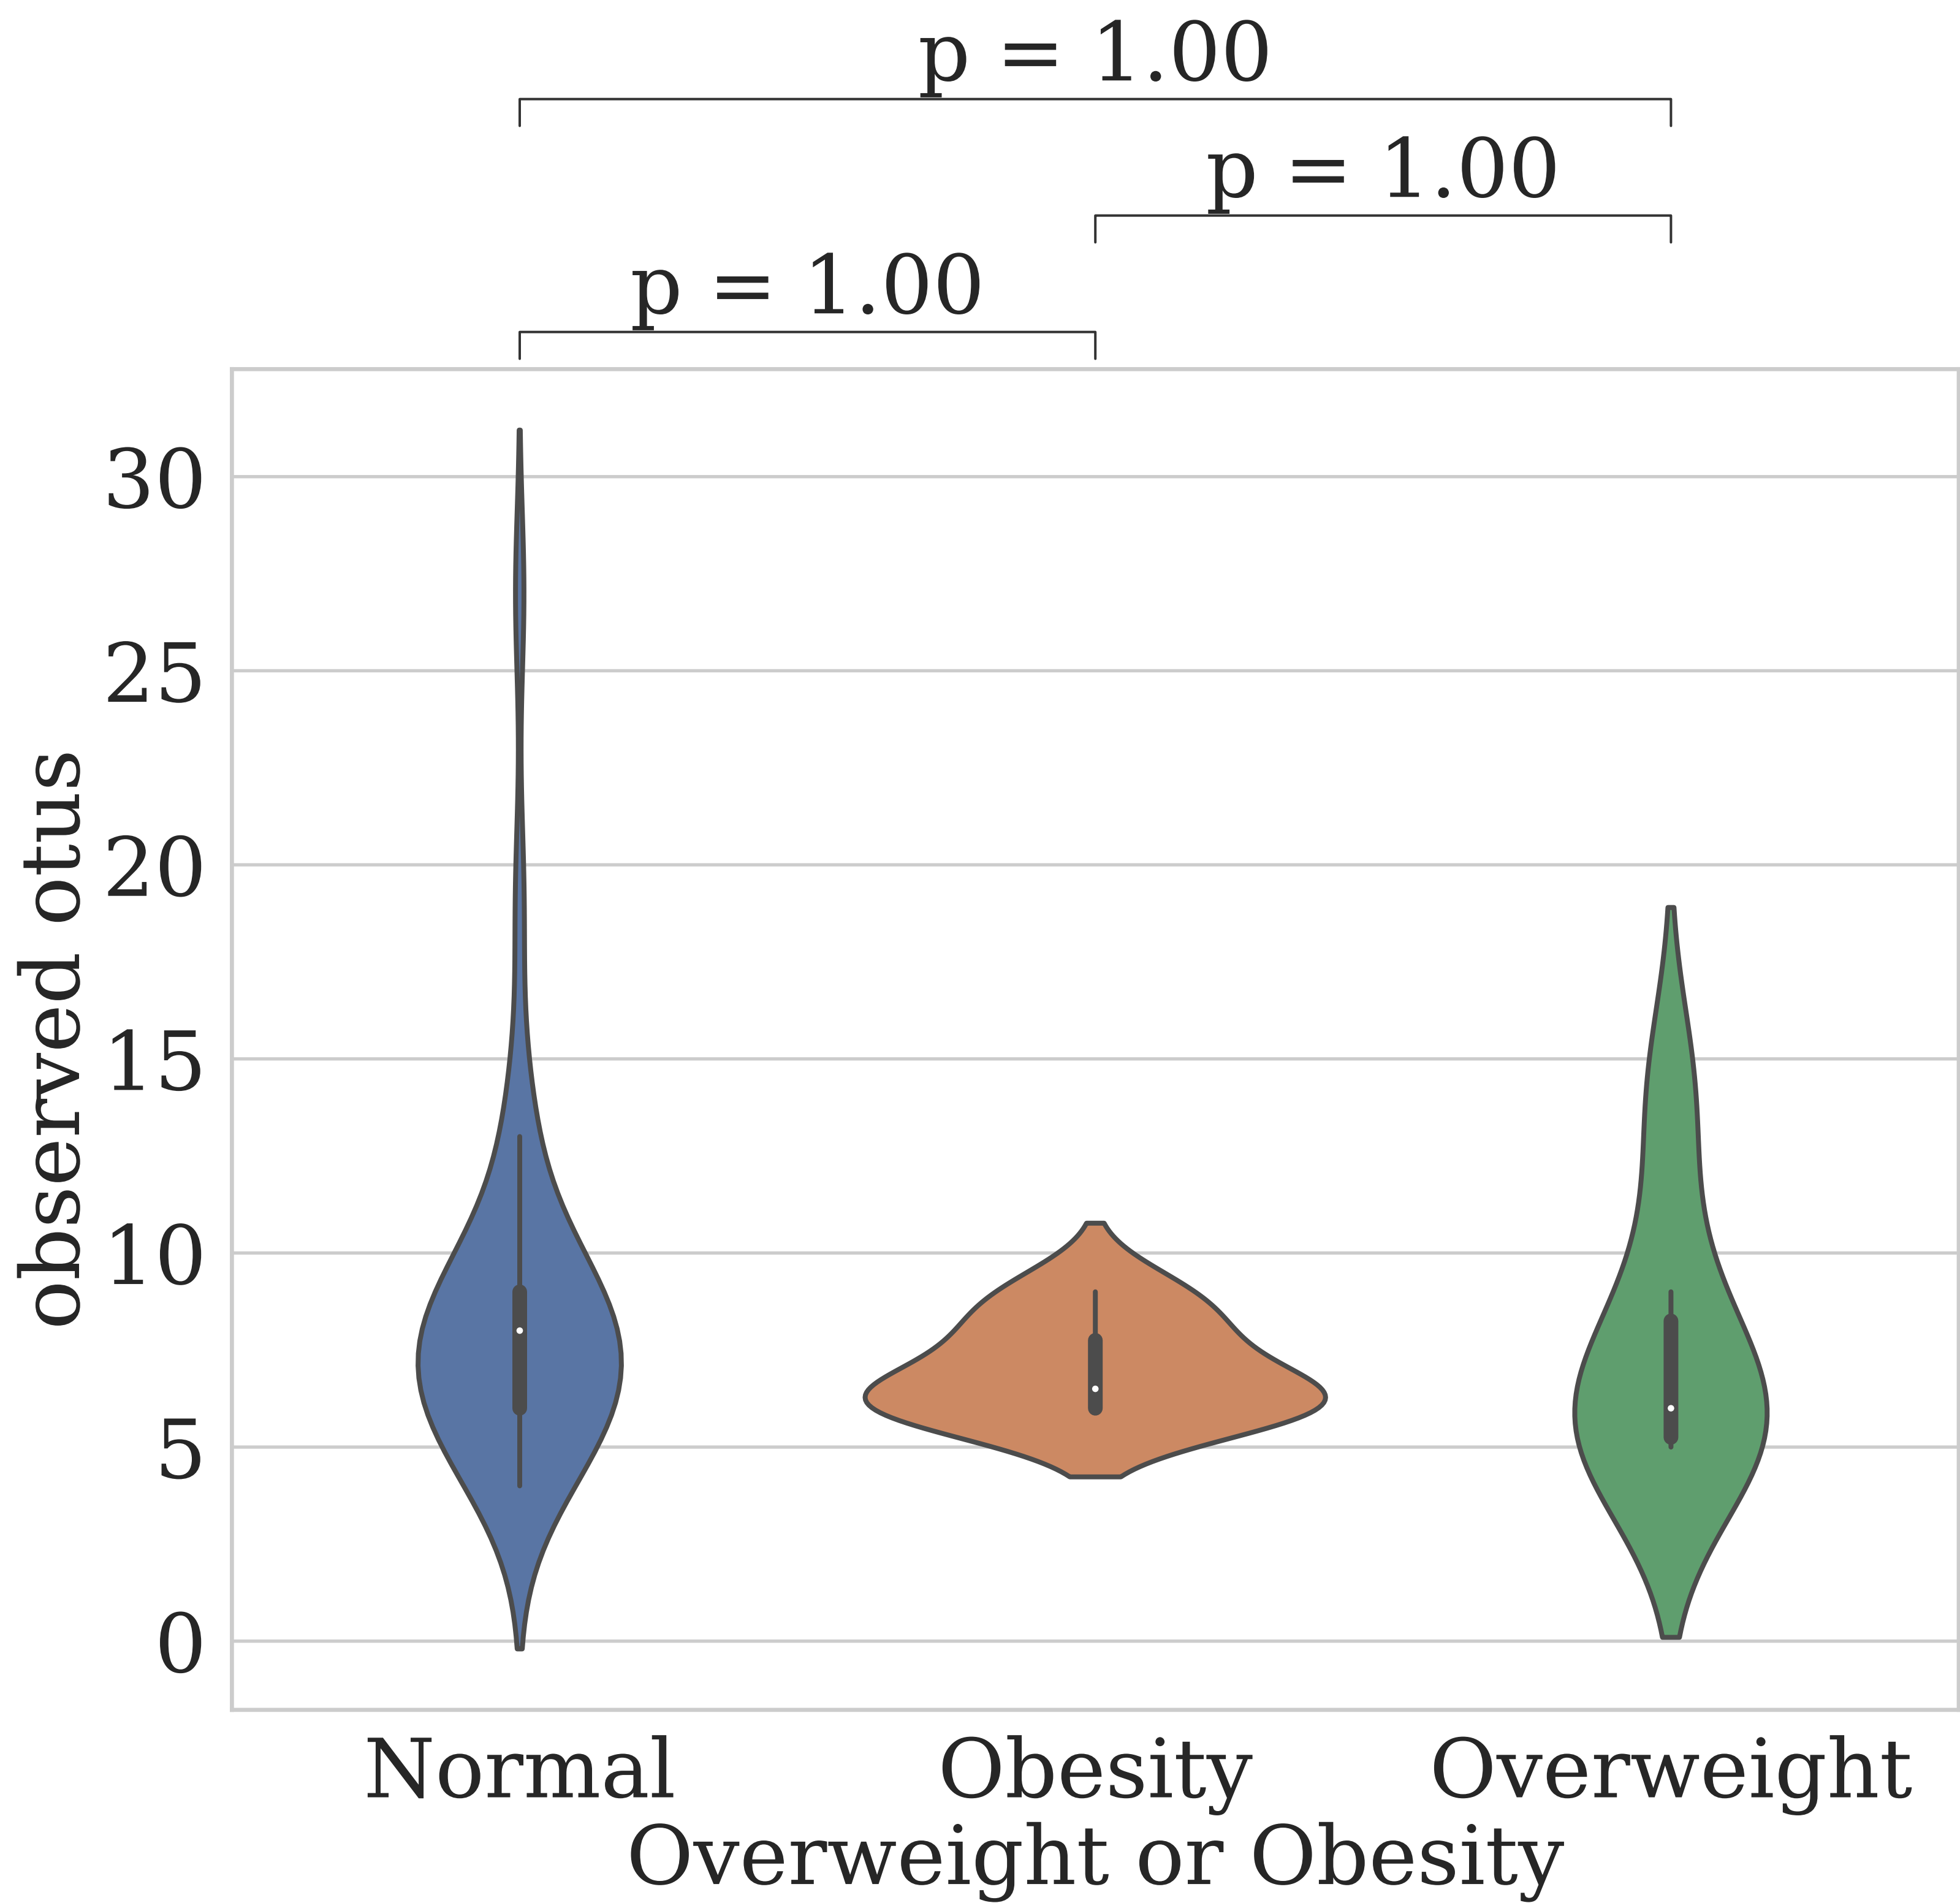 p = 1.00
p = 1.00
p = 1.00
30
25
20
15
10
5
0
observed otus
Normal
Obesity
Overweight
Overweight or Obesity